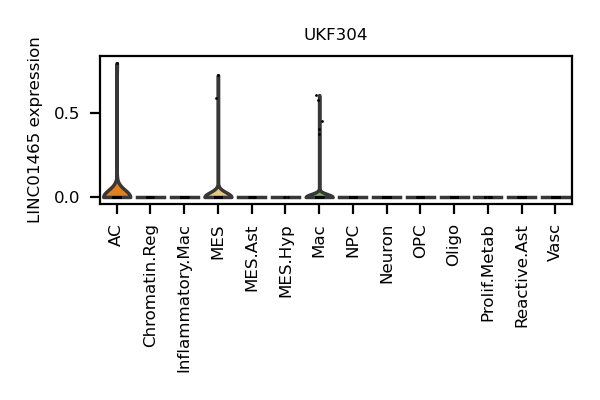 UKF304
LINC01465 expression
0.5
0.0
AC
Chromatin.Reg
Inflammatory.Mac
MES
MES.Ast
MES.Hyp
Mac
NPC
Neuron
OPC
Oligo
Prolif.Metab
Reactive.Ast
Vasc